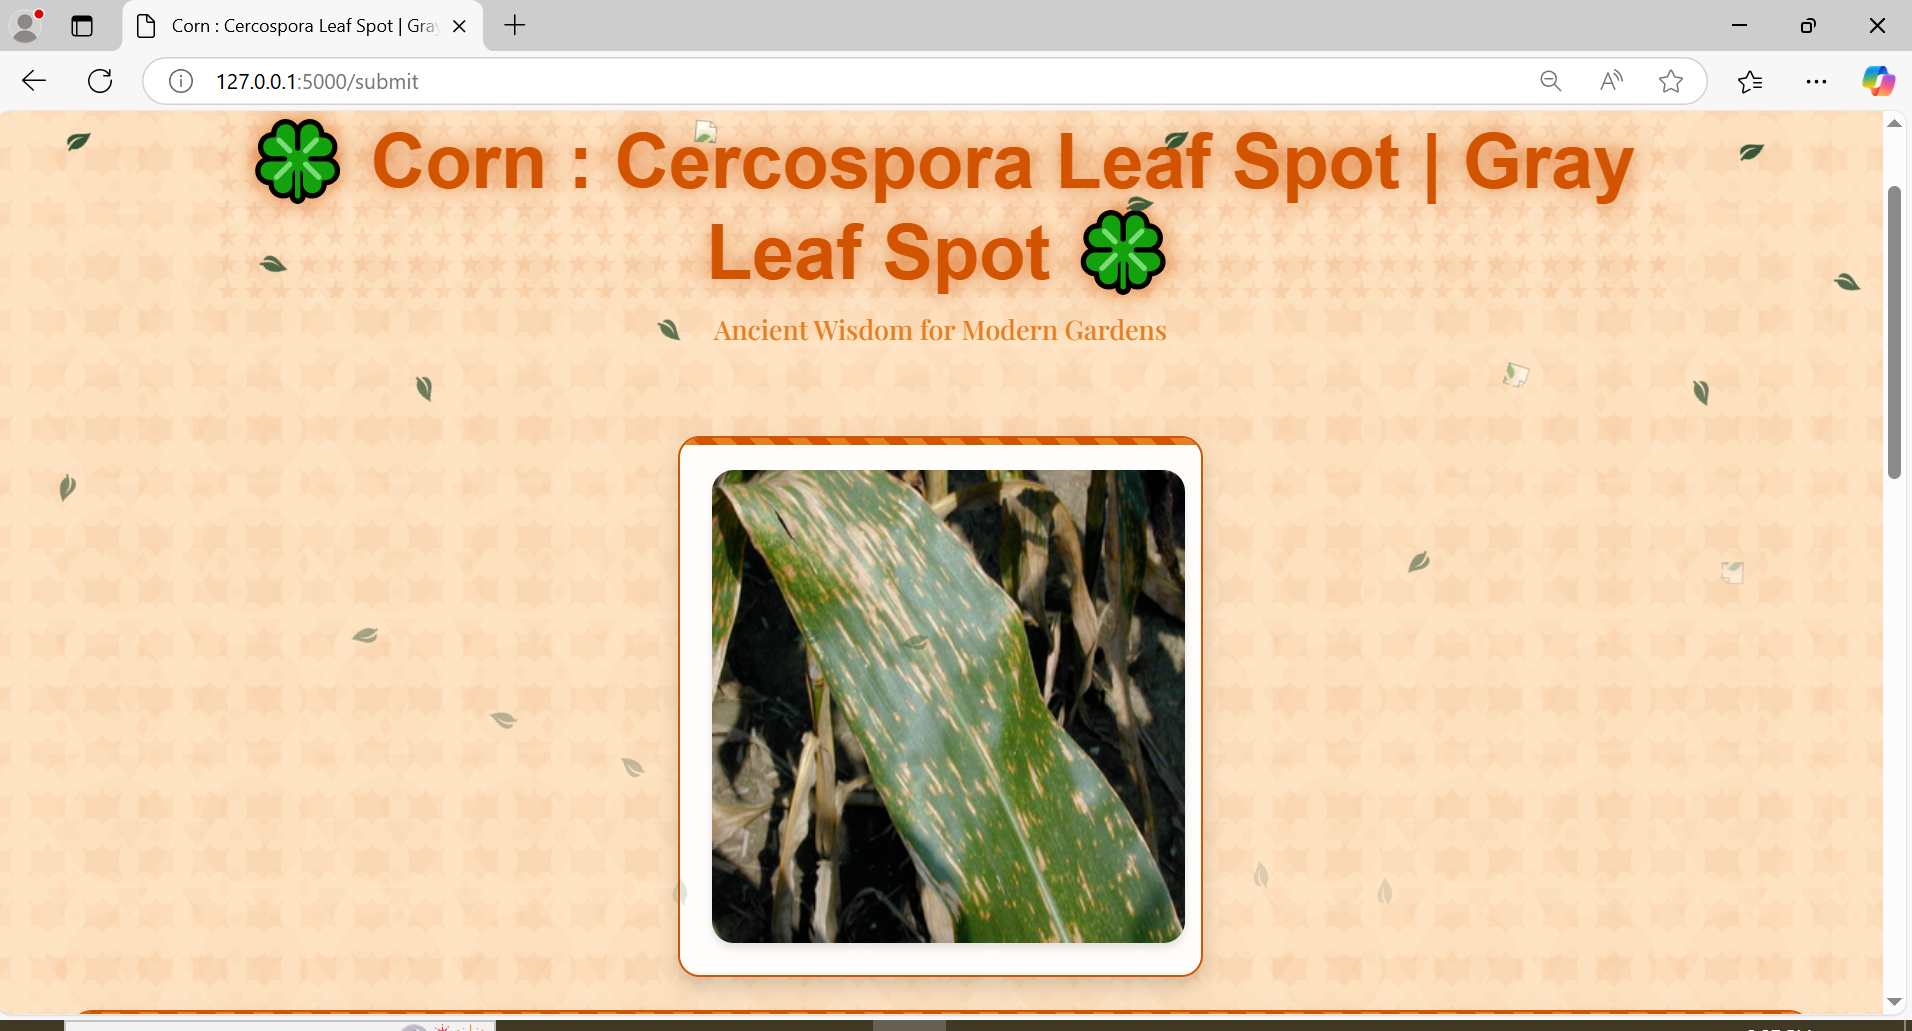 Corn : Cercospora Leaf Spot | Gra
127.0.0.1:5000/submit
Corn : Cercospora Leaf Spot | Gray
Leaf Spot
Ancient Wisdom for Modern Gardens